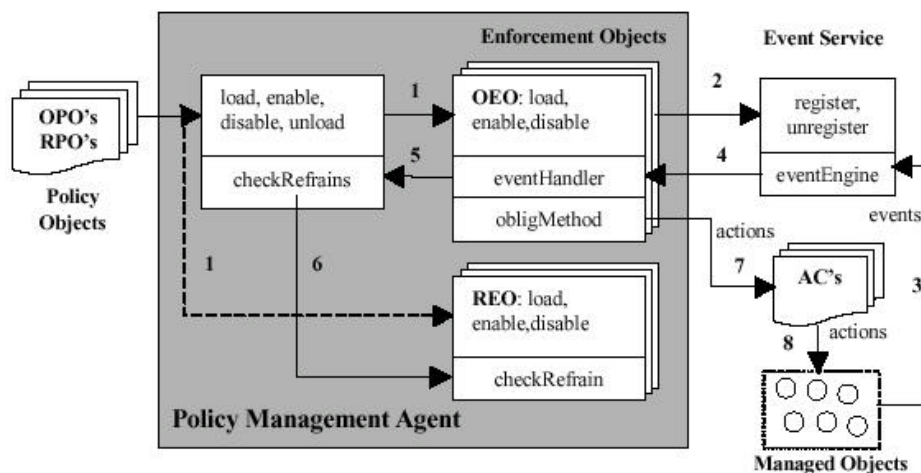 Enforcement Objects
Event Service
OPO's
RPO's
Policy
Objects
load, enable,
disable, unload
checkRefrains
1
OEO: load,
enable,disable
eventHandler
obligMethod
2
register,
unregister
eventEngine
5
4
events
actions
1
6
7
3
REO: load,
enable,disable
checkRefrain
AC's
8
actions
Policy Management Agent
Managed Objects